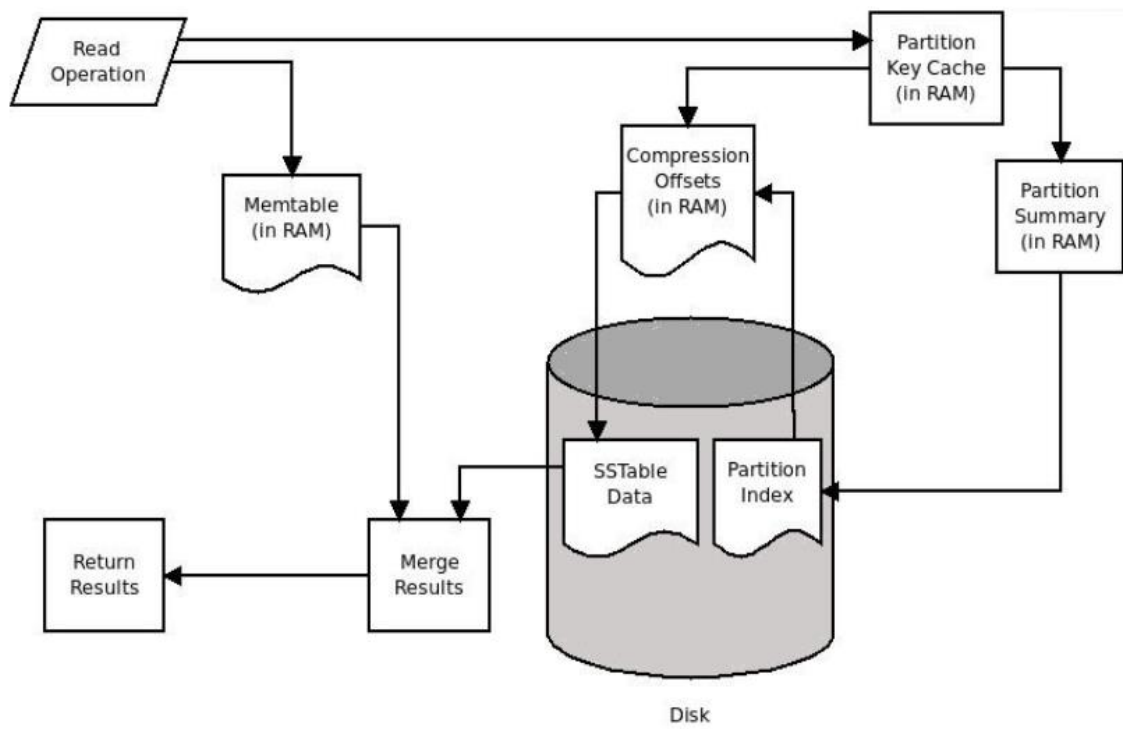 Read
Operation
Partition
Key Cache
(in RAM)
Compression
Offsets
(in RAM)
Partition
Summary
(in RAM)
Memtable
(in RAM)
SSTable
Data
Partition
Index
Return
Results
Merge
Results
Disk